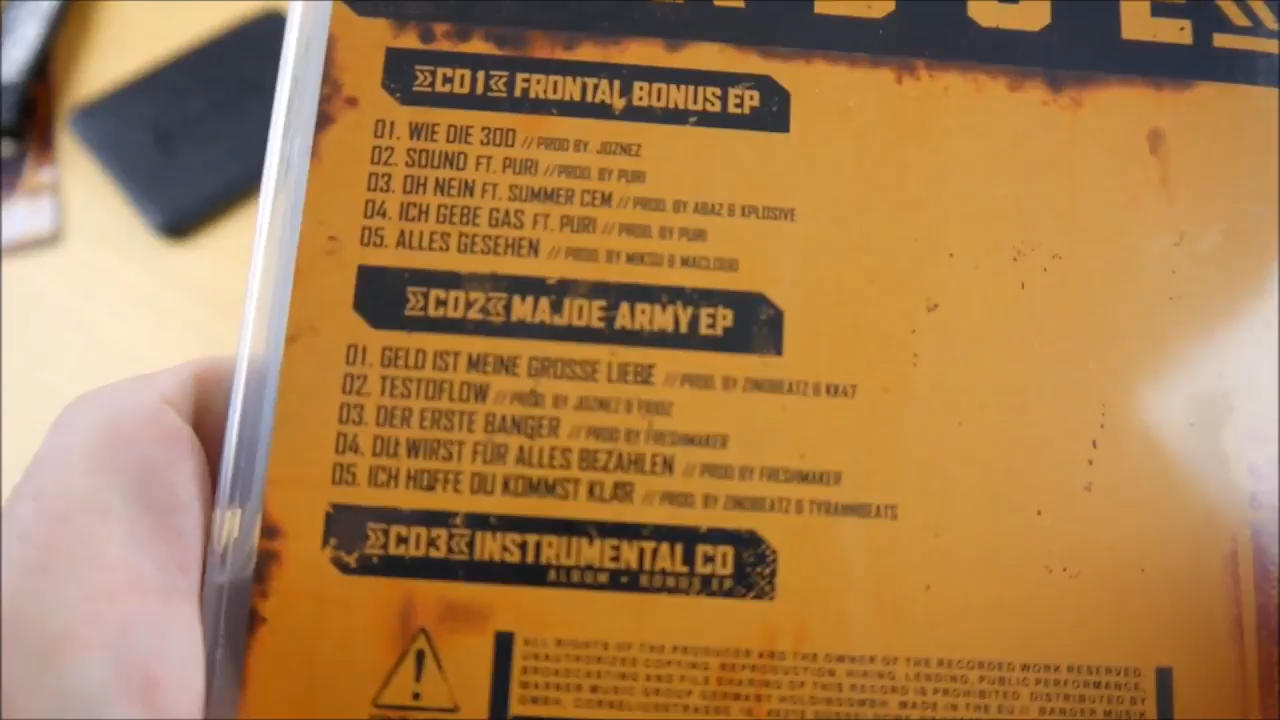 »CD1« FRONTAL BONUS EP
01. WIE DIE 300 // PROD BY. JOZNEZ
02. SOUND FT. PURI //PROD. BY PURI
03. OH NEIN FT. SUMMER CEM // PROD. BY ABAZ & XPLOSIVE
04. ICH GEBE GAS FT. PURI // PROD. BY PURI
05. ALLES GESEHEN // PROD. BY MIKSU & MACLOUD
»CD2« MAJOE ARMY EP
01. GELD IST MEINE GROSSE LIEBE // PROD. BY ZINOBEATZ & KK47
02. TESTOFLOW // PROD. BY JOZNEZ &
03. DER ERSTE BANGER // PROD BY FRESHMAKER
04. DU WIRST FÜR ALLES BEZAHLEN // PROD BY FRESHMAKER
05. ICH HOFFE DU KOMMST KLAR // PROD. BY ZINOBEATZ & TYRANNBEATS
»CD3« INSTRUMENTAL CD
ALBUM + BONUS EP
ALL RIGHTS OF THE PRODUCER AND THE OWNER OF THE RECORDED WORK RESERVED.
UNAUTHORIZED COPYING, REPRODUCTION, HIRING, LENDING, PUBLIC PERFORMANCE,
BROADCASTING AND FILE SHARING OF THIS RECORD IS PROHIBITED. DISTRIBUTED BY
WARNER MUSIC GROUP GERMANY HOLDING GMBH. MADE IN THE EU // BANGER MUSIK
GMBH, CORNELIUSSTRASSE